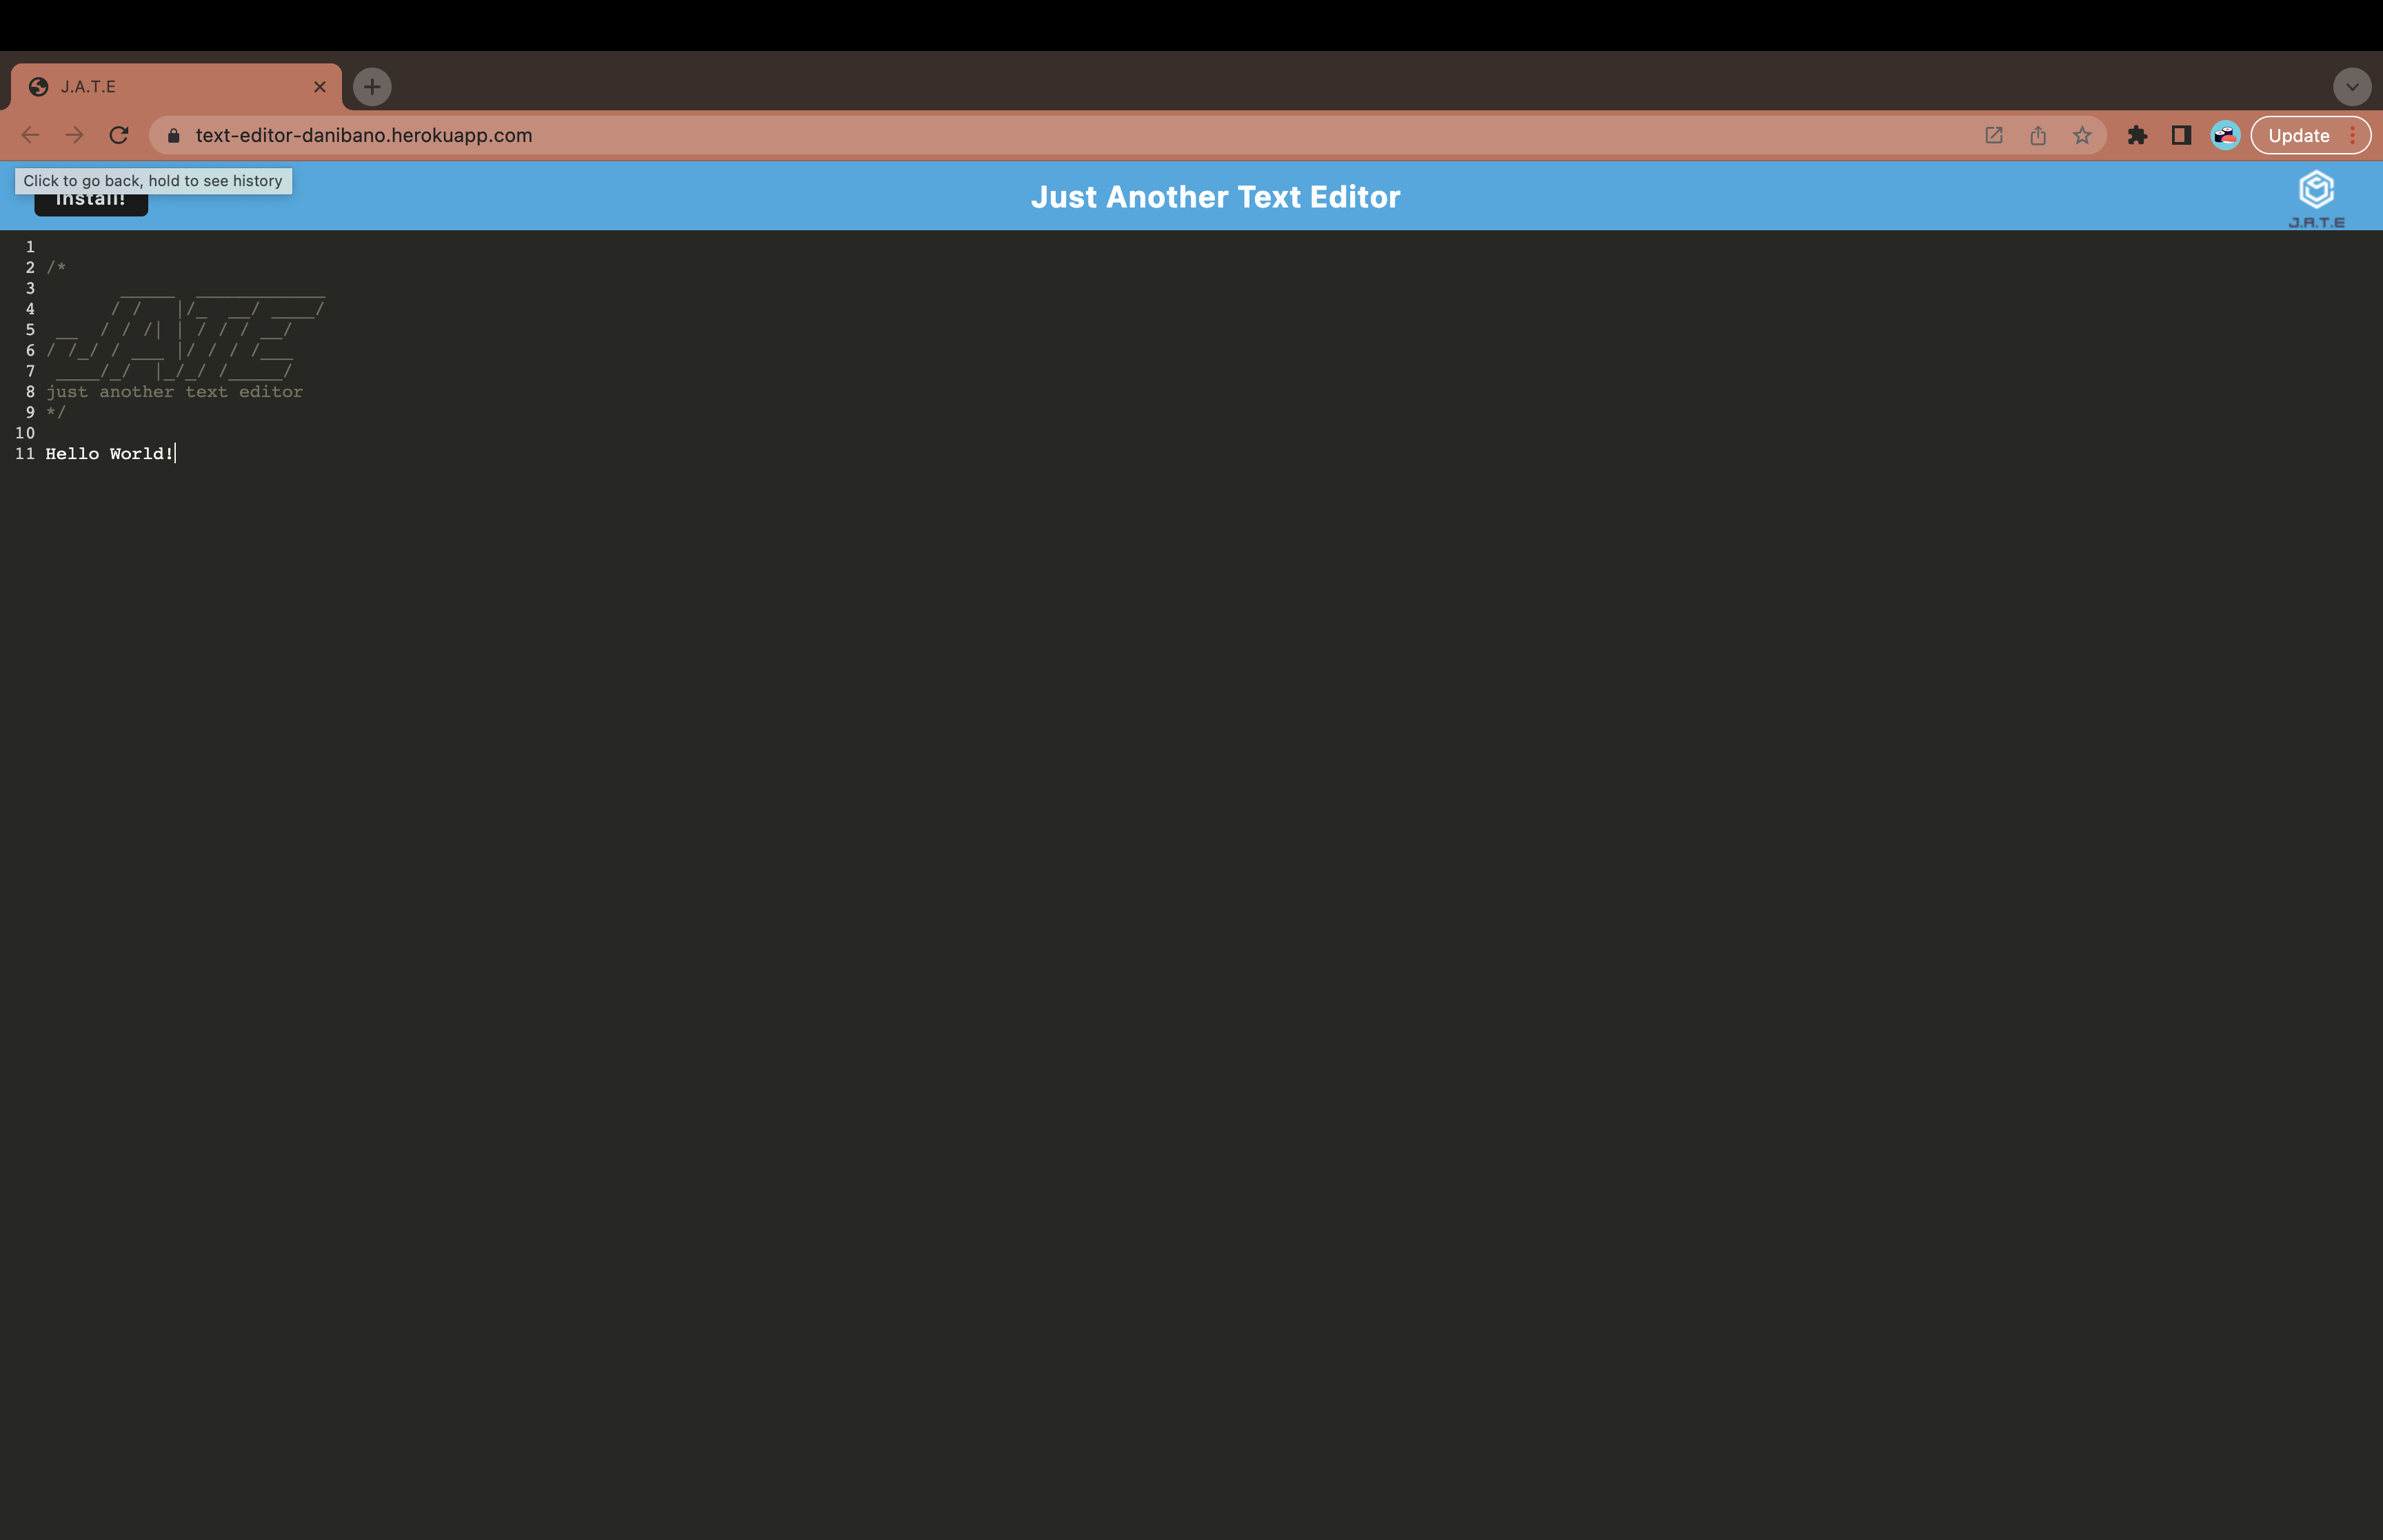 J.A.T.E
text-editor-danibano.herokuapp.com
Update
Click to go back, hold to see history
Install!
Just Another Text Editor
J.A.T.E
1
2 /*
3       _____  ____________
4      / /   |/_  __/ ____/
5  __ / / /| | / / / __/
6 / /_/ / ___ |/ / / /___
7  ____/_/  |_/_/ /_____/
8 just another text editor
9 */
10
11 Hello World!